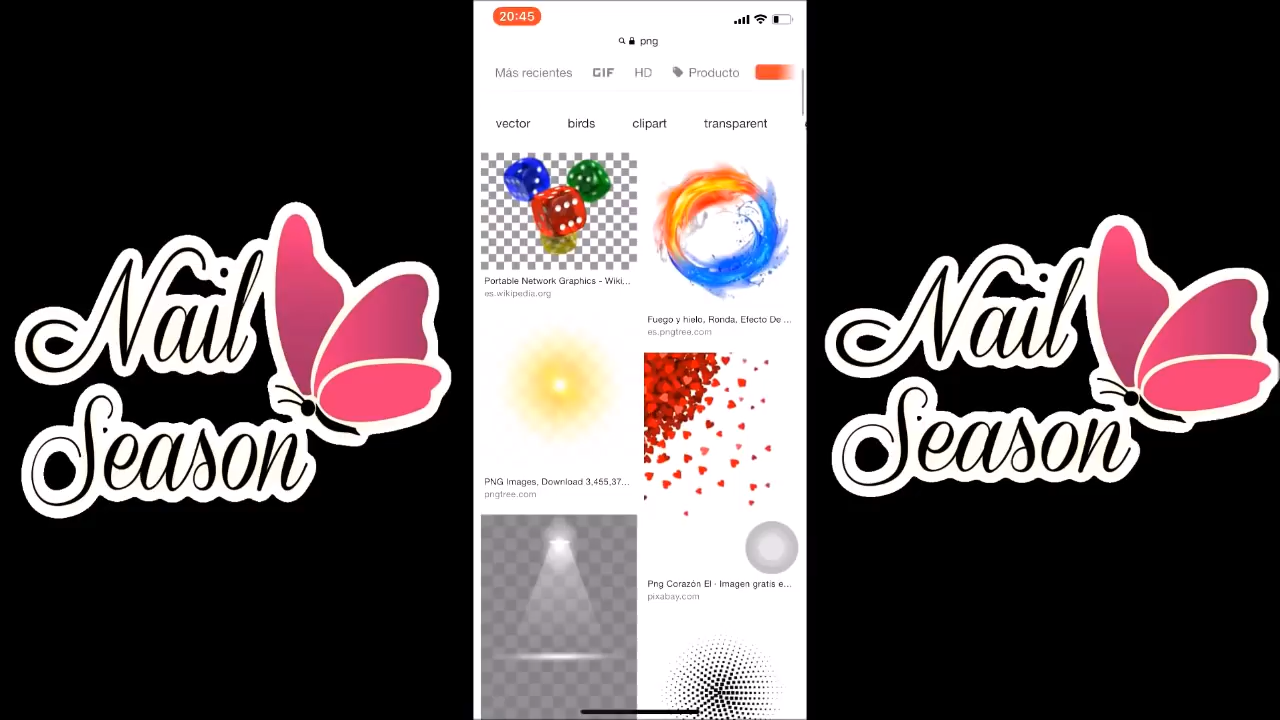 Nail
Season
20:45
png
Más recientes GIF HD Producto
vector birds clipart transparent
Portable Network Graphics - Wiki...
es.wikipedia.org
Fuego y hielo, Ronda, Efecto De ...
es.pngtree.com
PNG Images, Download 3,455,37...
pngtree.com
Png Corazón El - Imagen gratis e...
pixabay.com
Nail
Season